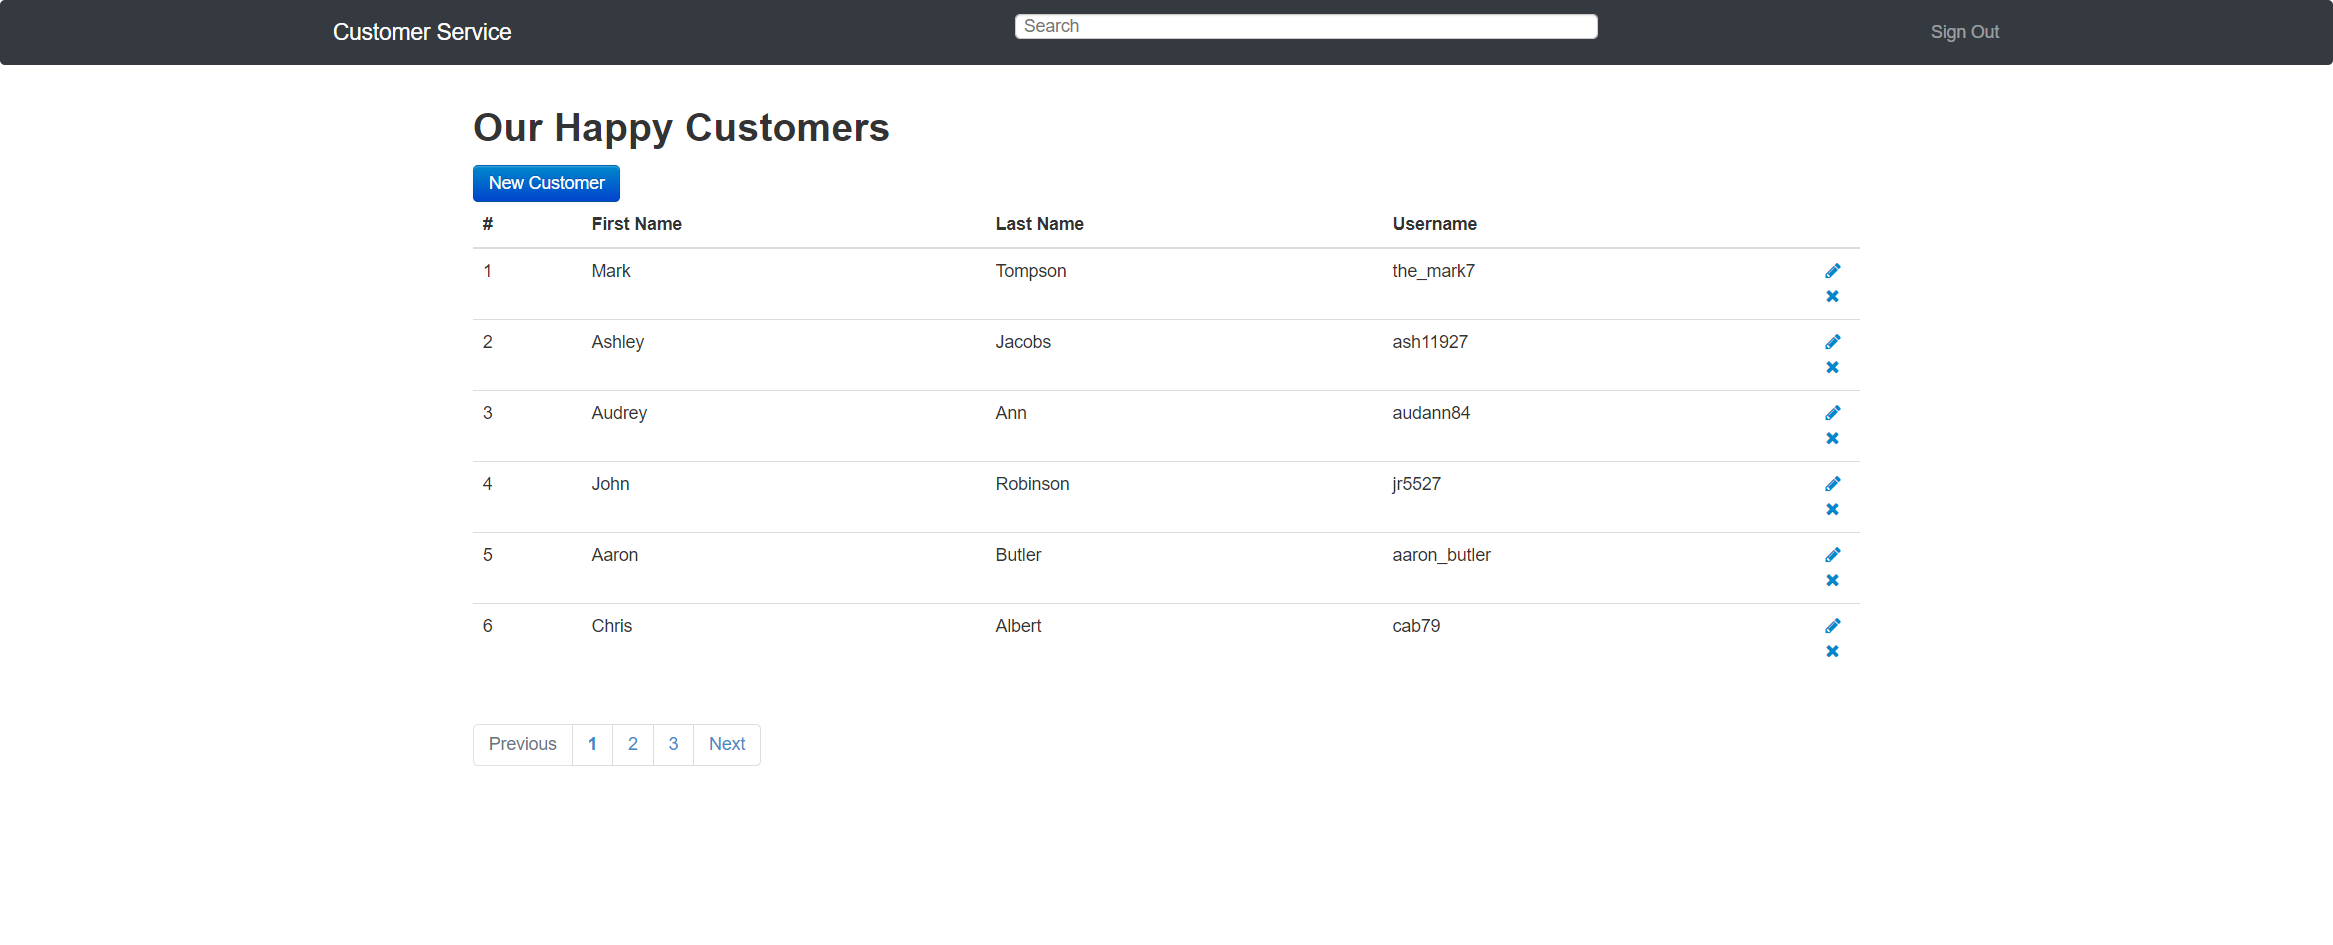 Customer Service Search Sign Out
Our Happy Customers
New Customer
# First Name Last Name Username
1 Mark Tompson the_mark7
2 Ashley Jacobs ash11927
3 Audrey Ann audann84
4 John Robinson jr5527
5 Aaron Butler aaron_butler
6 Chris Albert cab79
Previous 1 2 3 Next